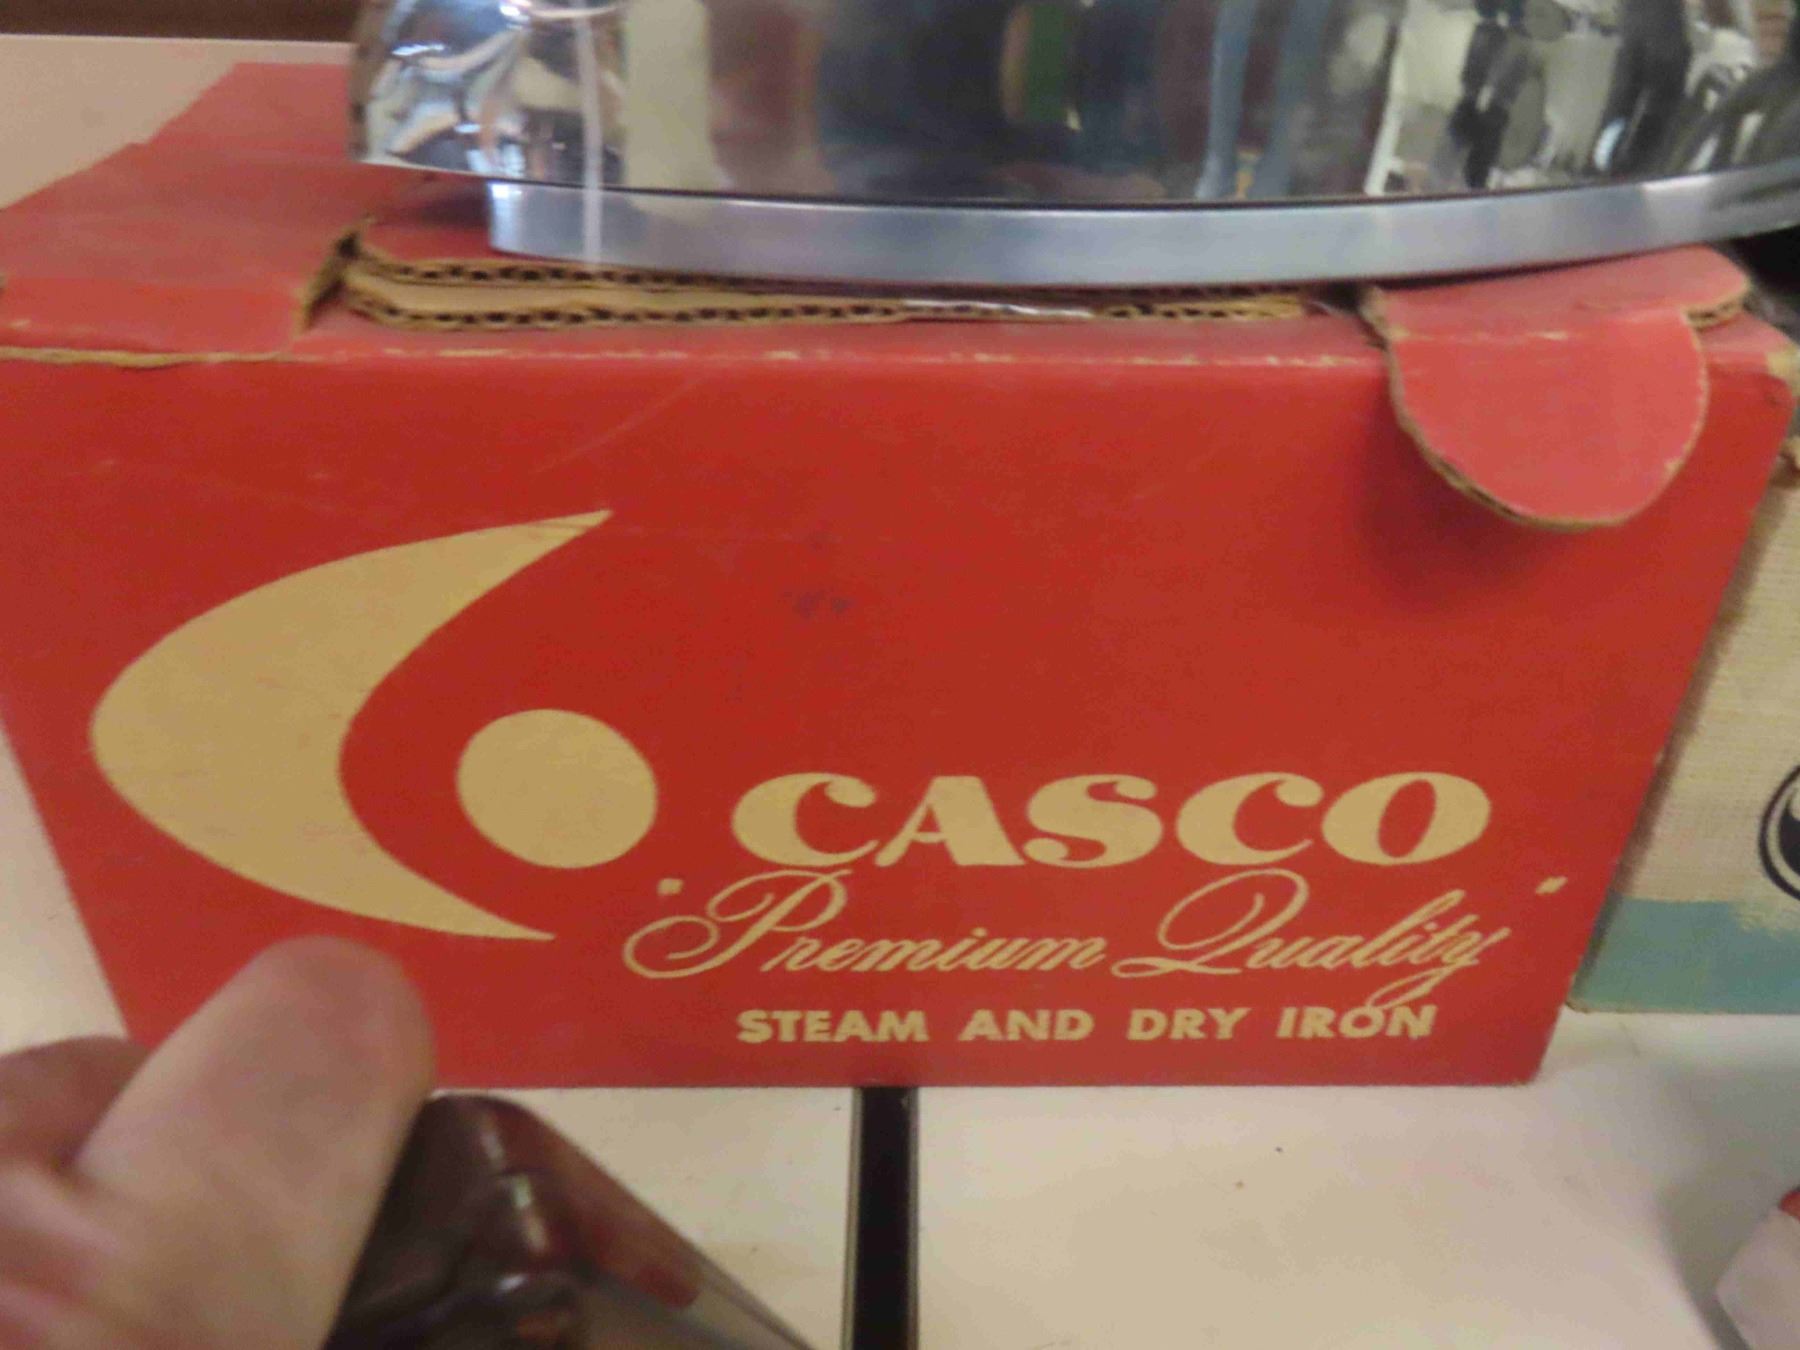 CASCO
"Premium Quality"
STEAM AND DRY IRON